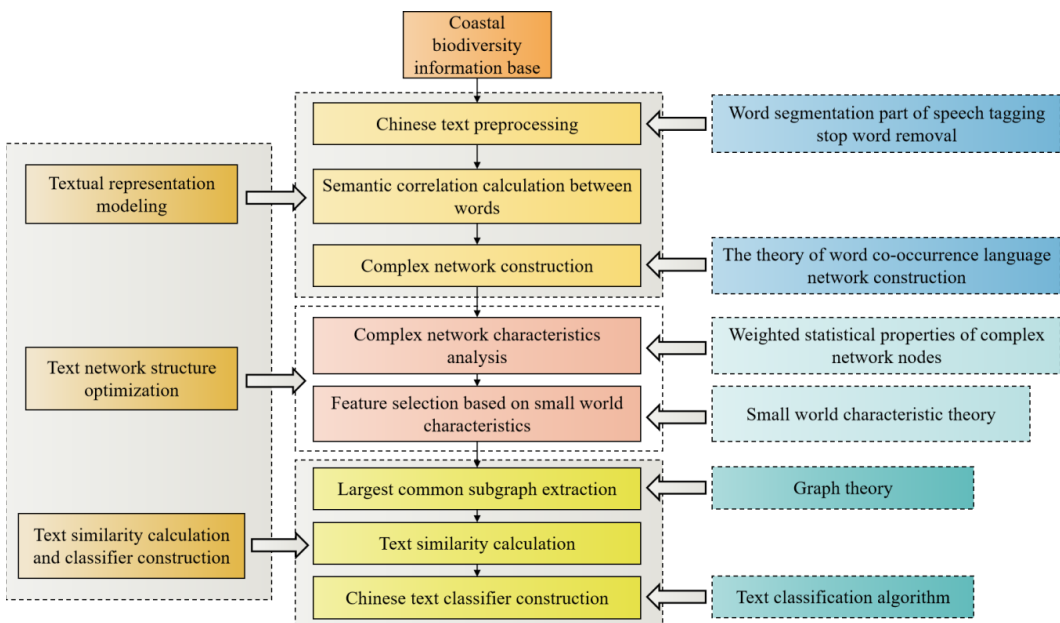 Coastal
biodiversity
information base
Chinese text preprocessing
Word segmentation part of speech tagging
stop word removal
Textual representation
modeling
Semantic correlation calculation between
words
Complex network construction
The theory of word co-occurrence language
network construction
Text network structure
optimization
Complex network characteristics
analysis
Weighted statistical properties of complex
network nodes
Feature selection based on small world
characteristics
Small world characteristic theory
Largest common subgraph extraction
Graph theory
Text similarity calculation
and classifier construction
Text similarity calculation
Chinese text classifier construction
Text classification algorithm